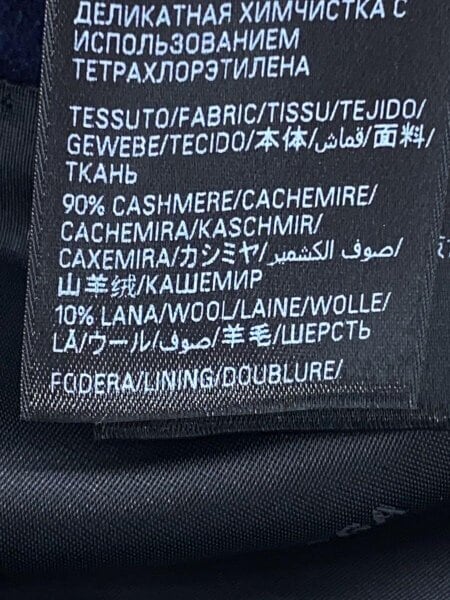 ДЕЛИКАТНАЯ ХИМЧИСТКА С
ИСПОЛЬЗОВАНИЕМ
ТЕТРАХЛОРЭТИЛЕНА
TESSUTO/FABRIC/TISSU/TEJIDO/
GEWEBE/TECIDO/本体/قماش/面料/
ТКАНЬ
90% CASHMERE/CACHEMIRE/
CACHEMIRA/KASCHMIR/
CAXEMIRA/カシミヤ/صوف الكشمير/
山羊绒/КАШЕМИР
10% LANA/WOOL/LAINE/WOLLE/
LÃ/ウール/صوف/羊毛/ШЕРСТЬ
FODERA/LINING/DOUBLURE/